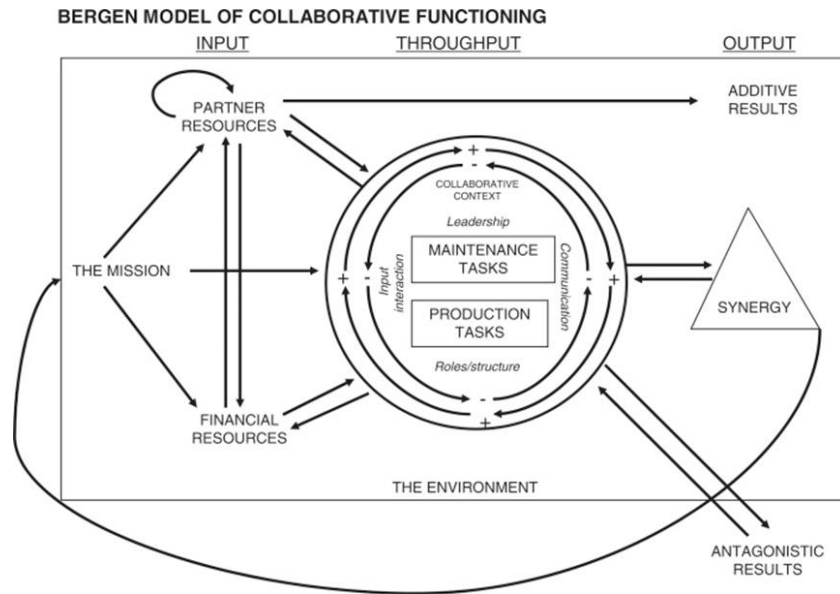 BERGEN MODEL OF COLLABORATIVE FUNCTIONING
INPUT
THROUGHPUT
OUTPUT
PARTNER
RESOURCES
ADDITIVE
RESULTS
+
-
COLLABORATIVE
CONTEXT
Leadership
THE MISSION
+
-
Input
interaction
MAINTENANCE
TASKS
PRODUCTION
TASKS
Communication
-
+
SYNERGY
Roles/structure
-
+
FINANCIAL
RESOURCES
THE ENVIRONMENT
ANTAGONISTIC
RESULTS